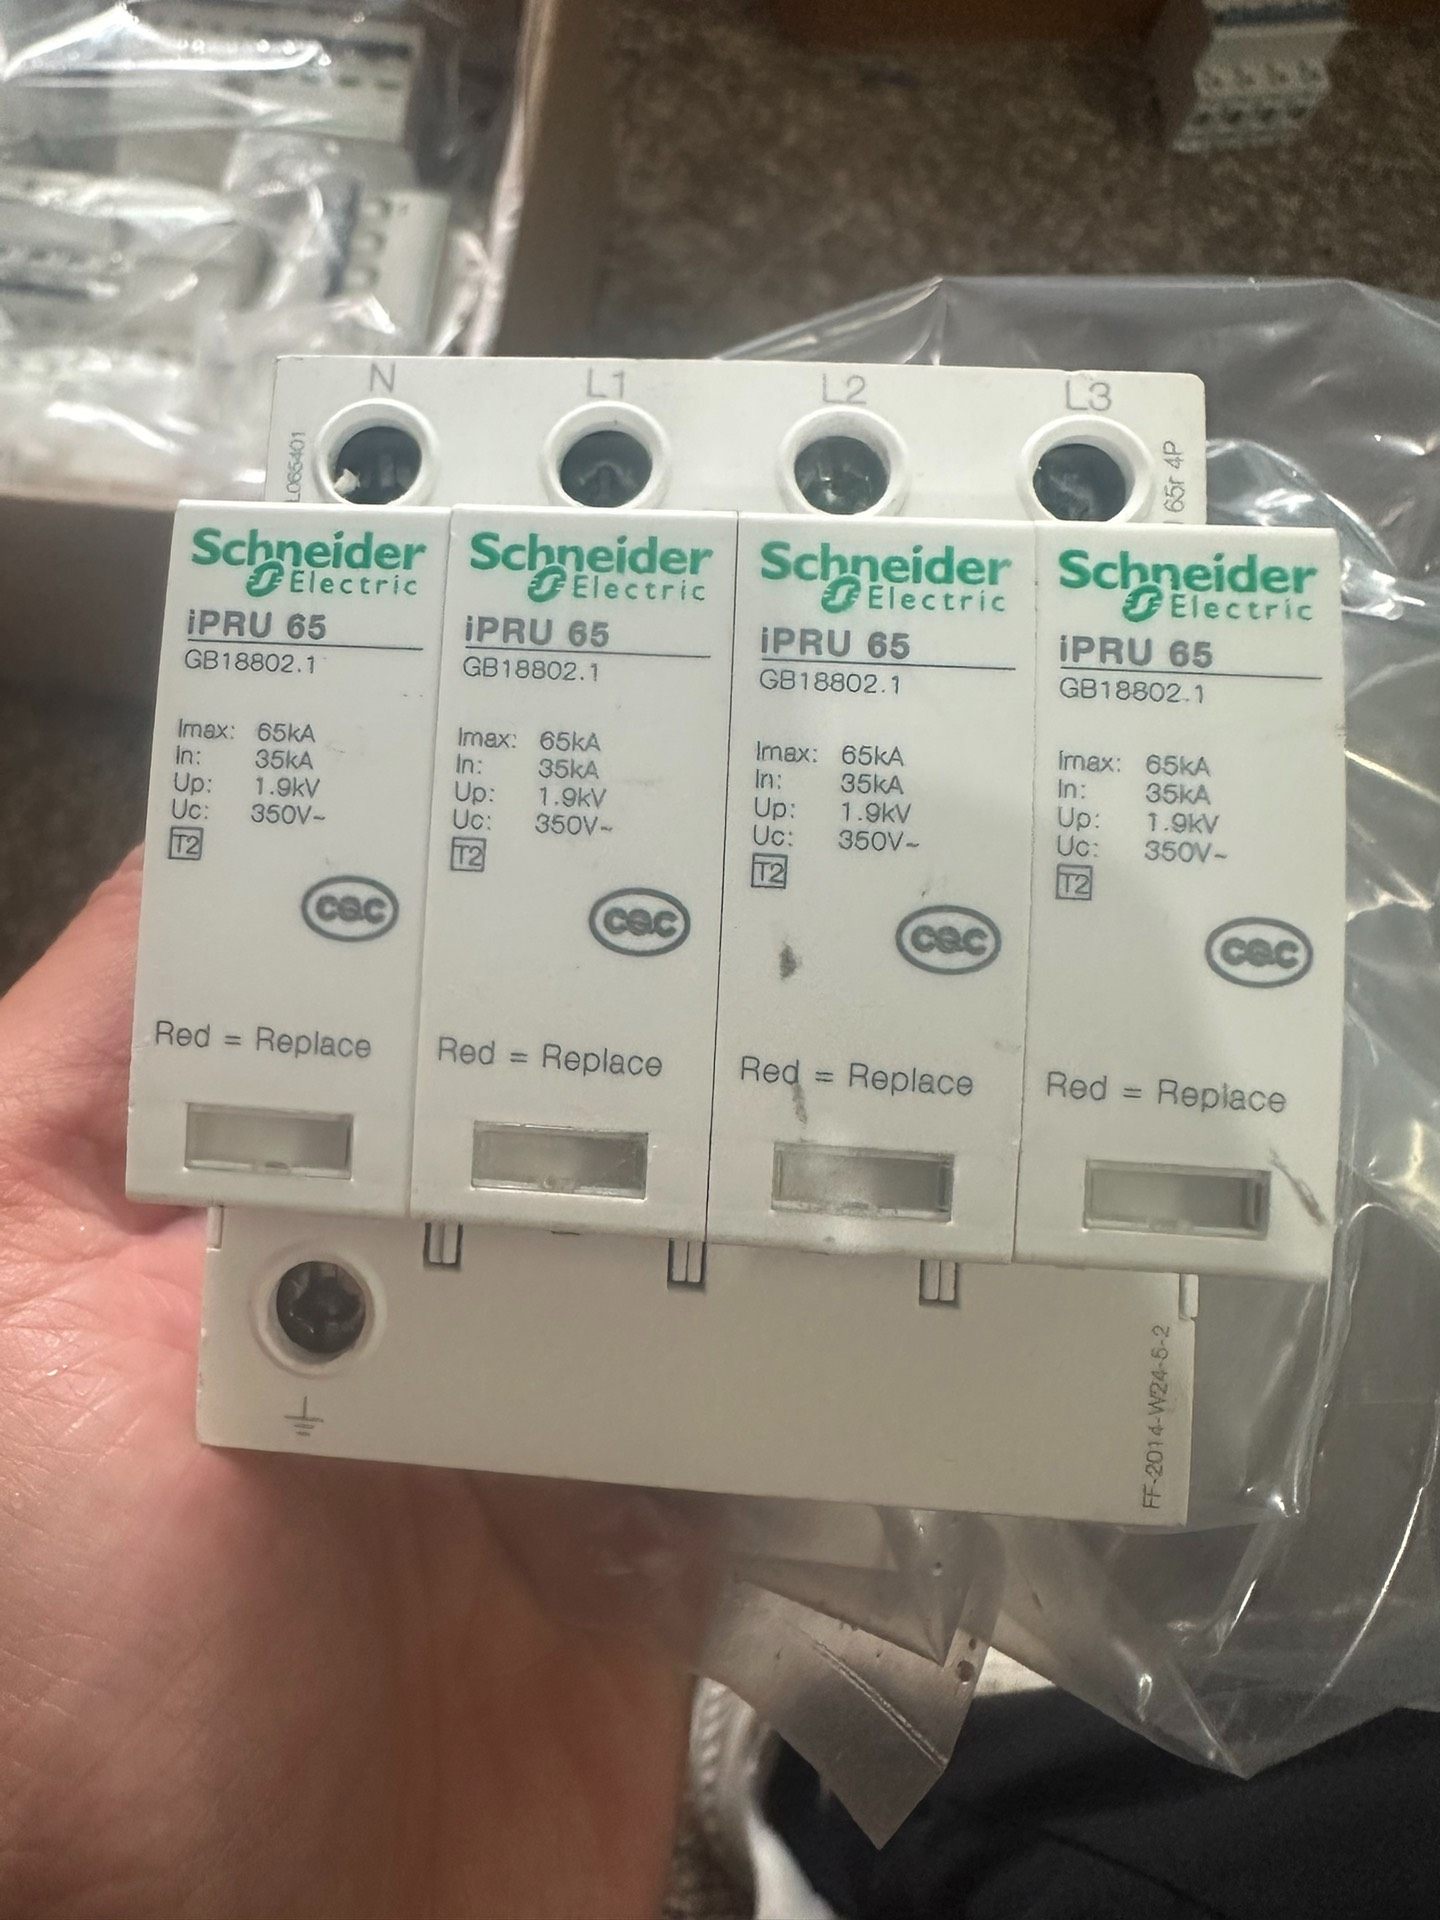 N L1 L2 L3
L065401
65r 4P
Schneider
Electric
iPRU 65
GB18802.1
Imax: 65kA
In: 35kA
Up: 1.9kV
Uc: 350V~
T2
Red = Replace
Schneider
Electric
iPRU 65
GB18802.1
Imax: 65kA
In: 35kA
Up: 1.9kV
Uc: 350V~
T2
Red = Replace
Schneider
Electric
iPRU 65
GB18802.1
Imax: 65kA
In: 35kA
Up: 1.9kV
Uc: 350V~
T2
Red = Replace
Schneider
Electric
iPRU 65
GB18802.1
Imax: 65kA
In: 35kA
Up: 1.9kV
Uc: 350V~
T2
Red = Replace
FF-2014-W24-5-2